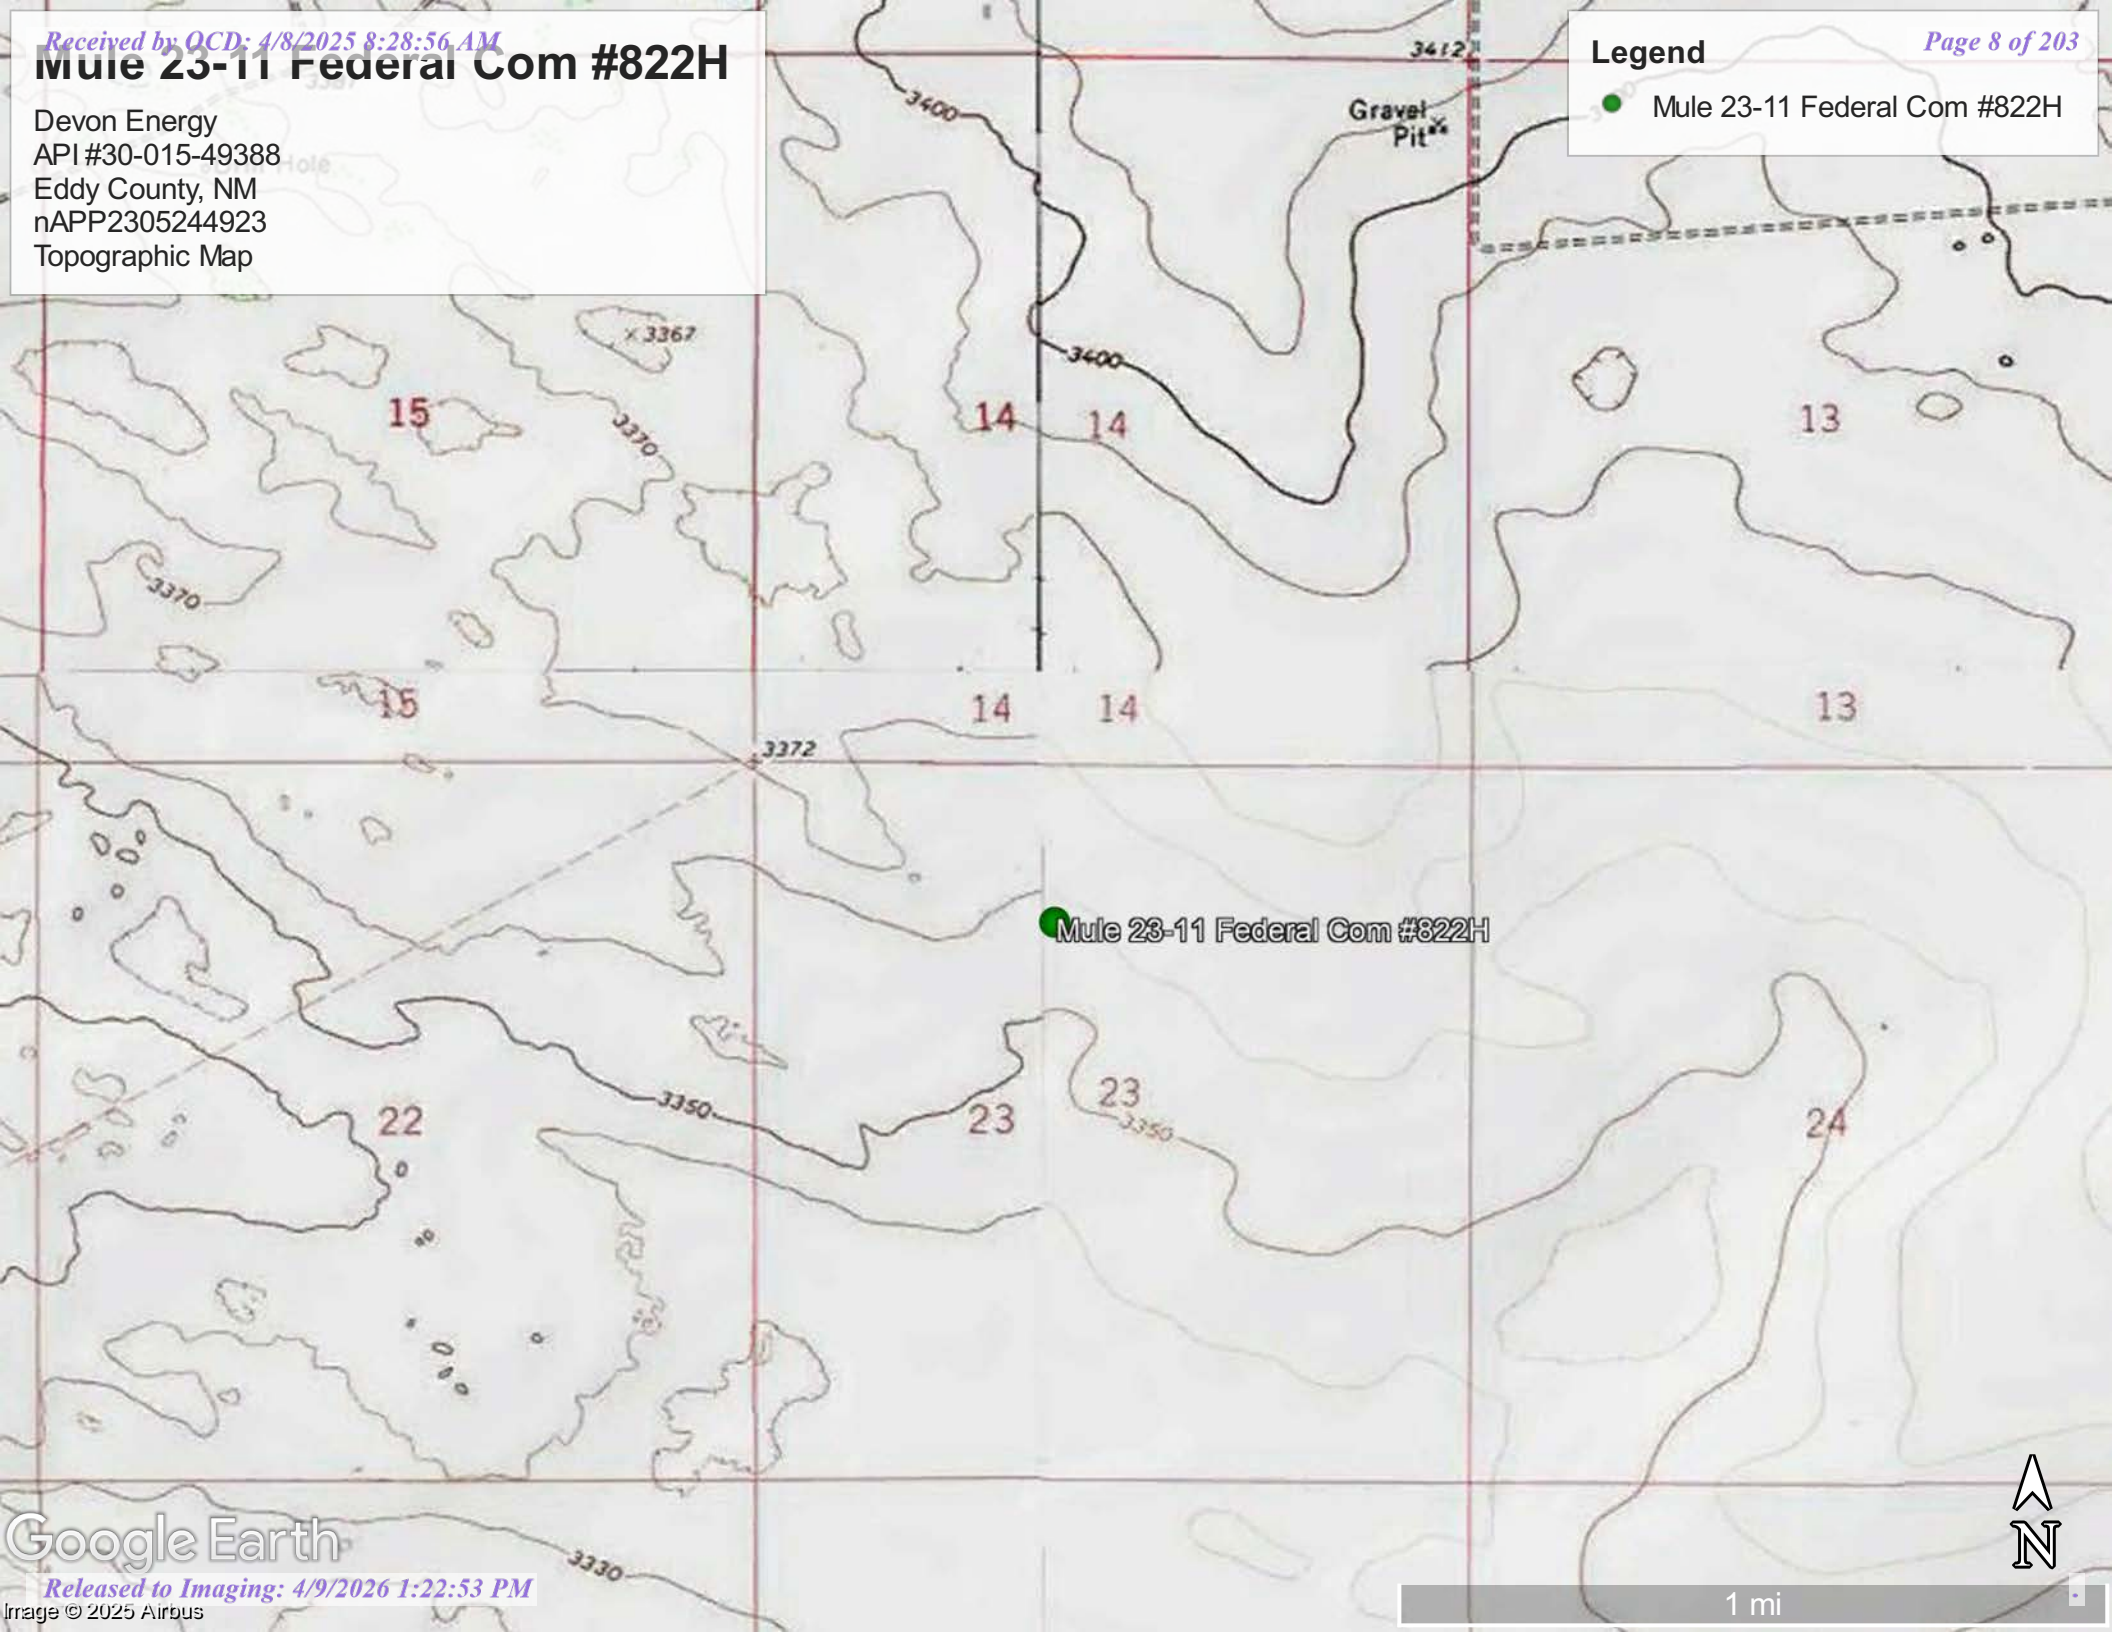 Received by OCD: 4/8/2025 8:28:56 AM
Page 8 of 203
Mule 23-11 Federal Com #822H
Devon Energy
API #30-015-49388
Eddy County, NM
nAPP2305244923
Topographic Map
Legend
Mule 23-11 Federal Com #822H
3412
3400
Gravel
Pit
3367
3400
15
3370
14
14
13
3370
15
14
14
13
3372
Mule 23-11 Federal Com #822H
22
3350
23
23
3350
24
N
Google Earth
3330
Released to Imaging: 4/9/2026 1:22:53 PM
Image © 2025 Airbus
1 mi